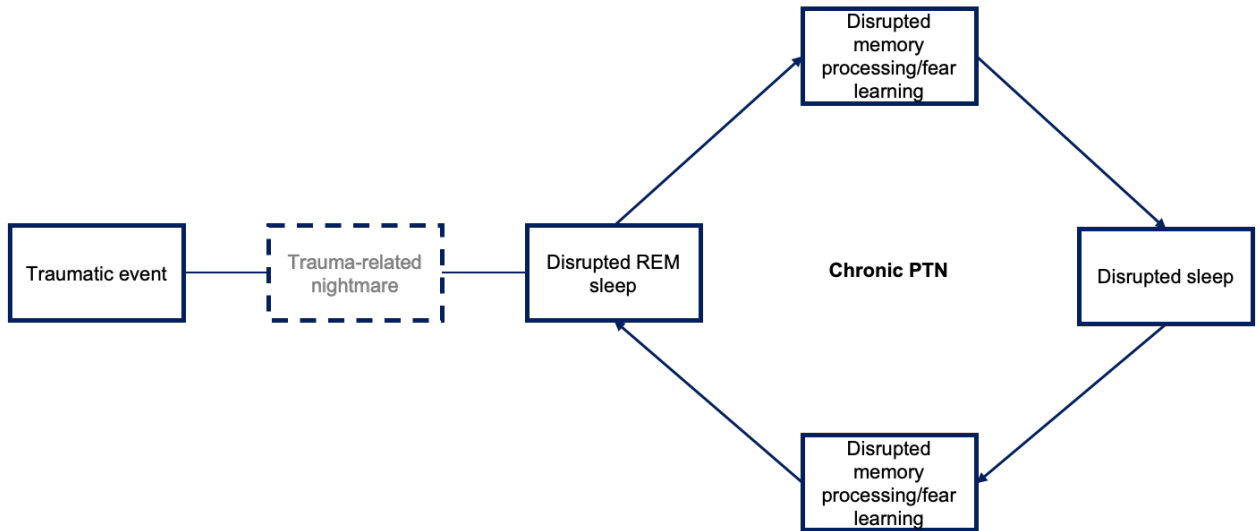 Disrupted
memory
processing/fear
learning
Traumatic event
Trauma-related
nightmare
Disrupted REM
sleep
Chronic PTN
Disrupted sleep
Disrupted
memory
processing/fear
learning